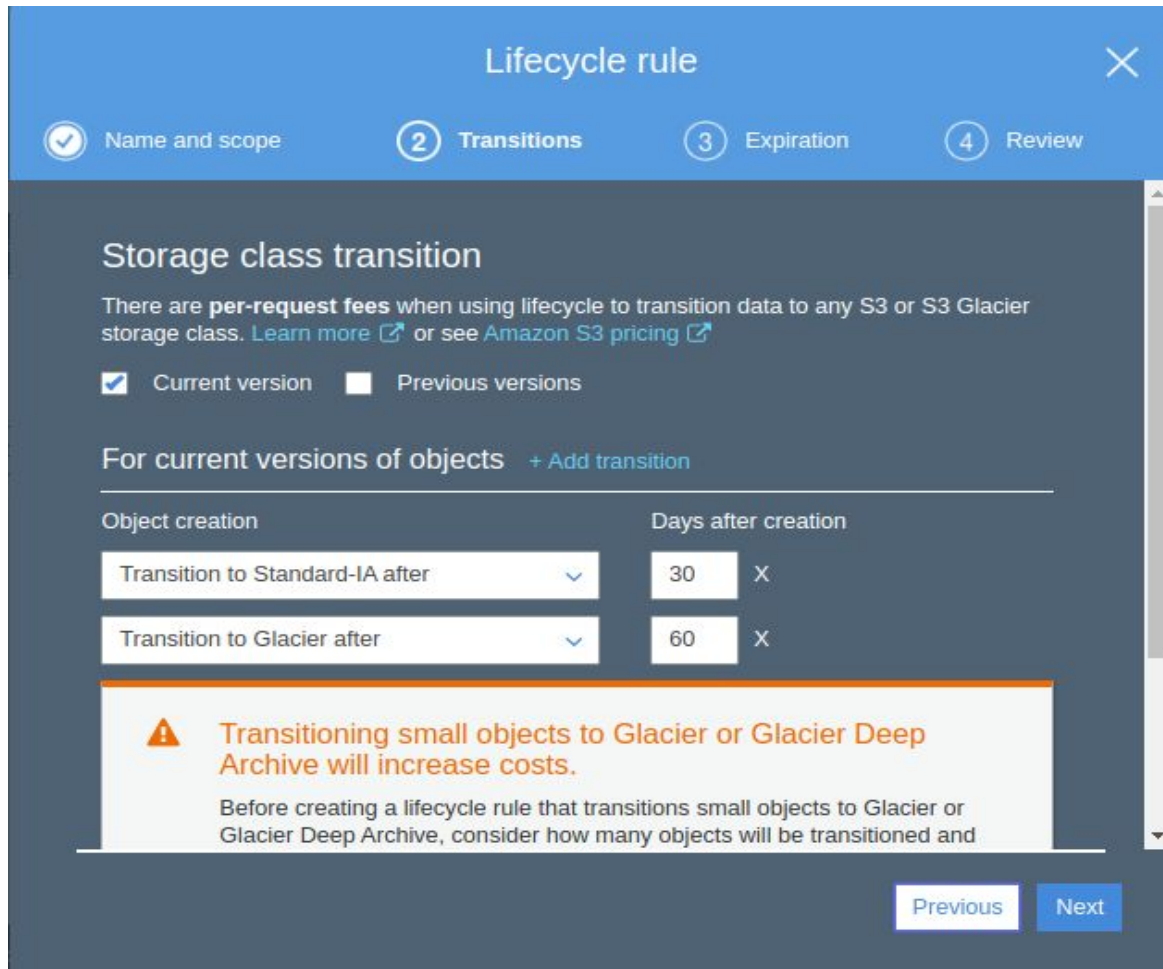 Lifecycle rule
Name and scope
2 Transitions
3 Expiration
4 Review
Storage class transition
There are per-request fees when using lifecycle to transition data to any S3 or S3 Glacier
storage class. Learn more or see Amazon S3 pricing
Current version Previous versions
For current versions of objects + Add transition
Object creation Days after creation
Transition to Standard-IA after 30 X
Transition to Glacier after 60 X
Transitioning small objects to Glacier or Glacier Deep
Archive will increase costs.
Before creating a lifecycle rule that transitions small objects to Glacier or
Glacier Deep Archive, consider how many objects will be transitioned and
Previous Next